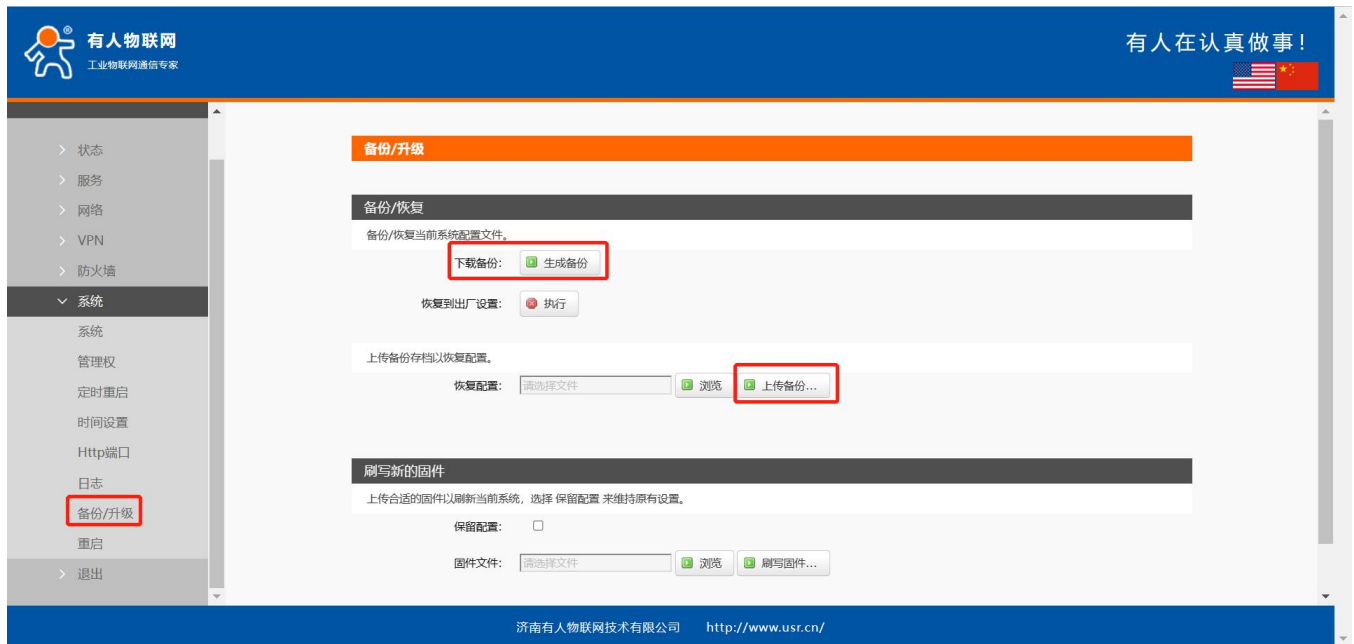 有人物联网
工业物联网通信专家
有人在认真做事！
状态
服务
网络
VPN
防火墙
系统
系统
管理权
定时重启
时间设置
Http端口
日志
备份/升级
重启
退出
备份/升级
备份/恢复
备份/恢复当前系统配置文件。
下载备份: 生成备份
恢复到出厂设置: 执行
上传备份存档以恢复配置。
恢复配置: 请选择文件 浏览 上传备份...
刷写新的固件
上传合适的固件以刷新当前系统，选择 保留配置 来维持原有设置。
保留配置:
固件文件: 请选择文件 浏览 刷写固件...
济南有人物联网技术有限公司 http://www.usr.cn/